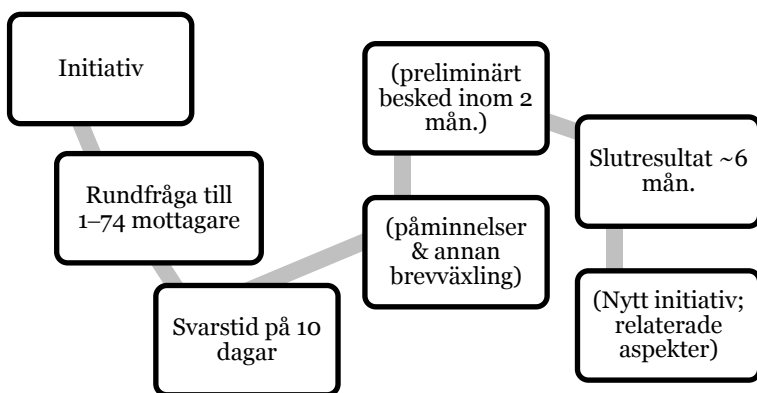 Initiativ
Rundfråga till
1–74 mottagare
Svarstid på 10
dagar
(påminnelser
& annan
brevväxling)
(preliminärt
besked inom 2
mån.)
Slutresultat ~6
mån.
(Nytt initiativ;
relaterade
aspekter)